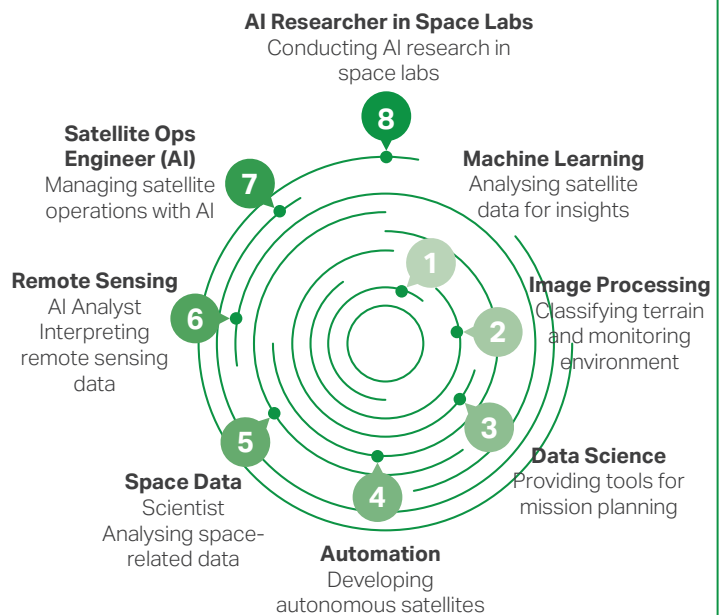 AI Researcher in Space Labs
Conducting AI research in
space labs
8
Satellite Ops
Engineer (AI)
Managing satellite
operations with AI
7
Machine Learning
Analysing satellite
data for insights
1
Remote Sensing
AI Analyst
Interpreting
remote sensing
data
6
Image Processing
Classifying terrain
and monitoring
environment
2
5
Space Data
Scientist
Analysing space-
related data
3
Data Science
Providing tools for
mission planning
4
Automation
Developing
autonomous satellites